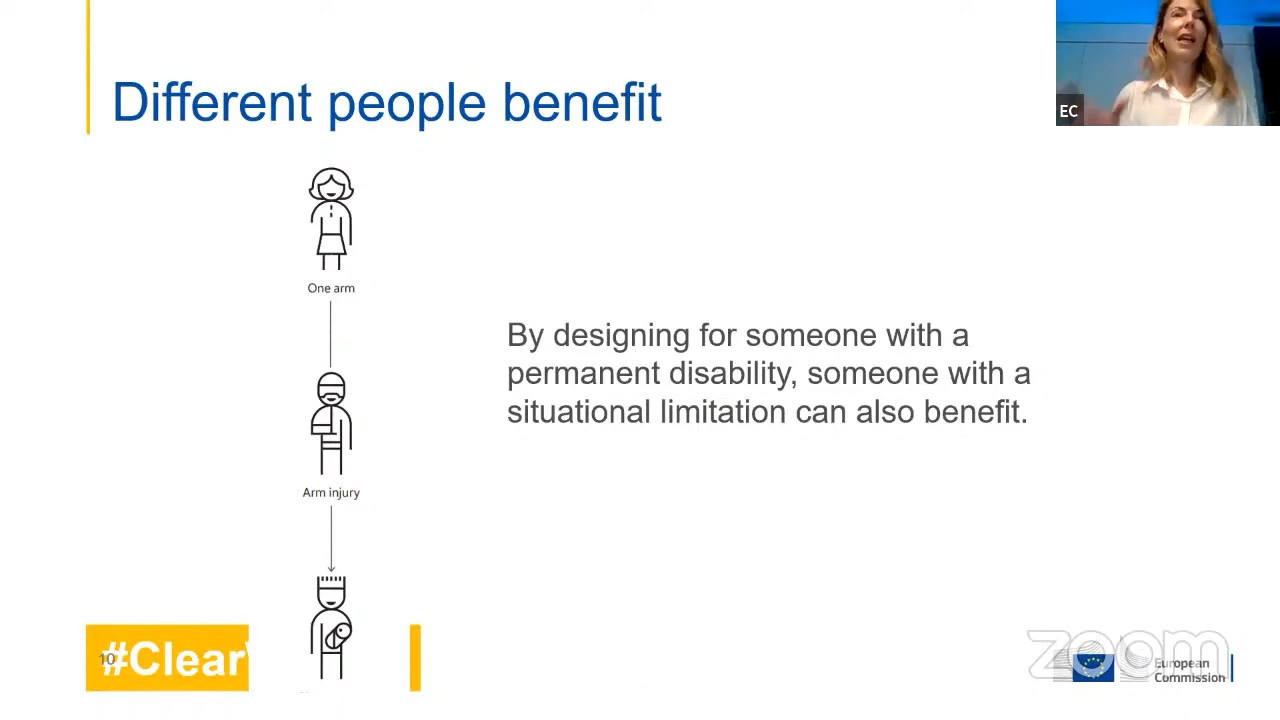 Different people benefit
EC
One arm
By designing for someone with a
permanent disability, someone with a
situational limitation can also benefit.
Arm injury
10
#Clear
zoom
European
Commission